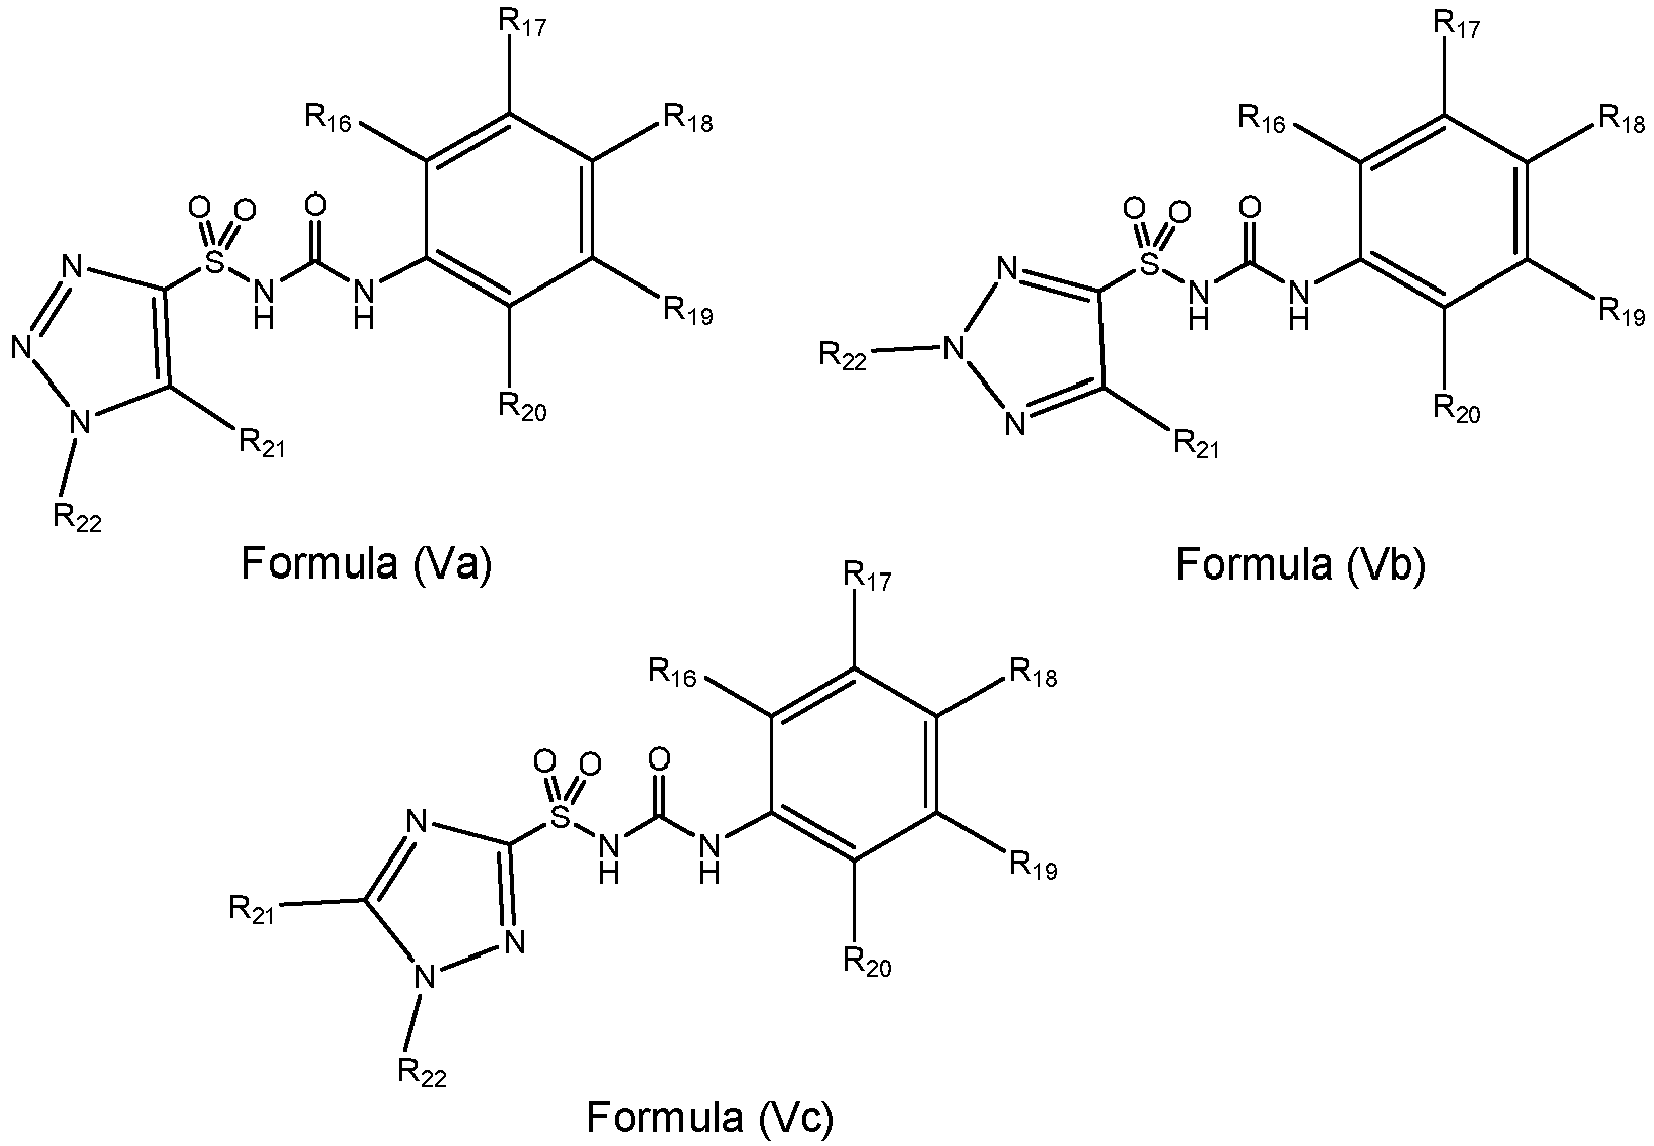 R17 R17
R16 R18 R16 R18
O O O O O O
N S N H N H N S N H N H
N R19 R22 N R19
N R21 R20 N R21 R20
R22
Formula (Va) Formula (Vb)
R17
R16 R18
O O O
N S N H N H
R21 N R19
N R20
R22
Formula (Vc)